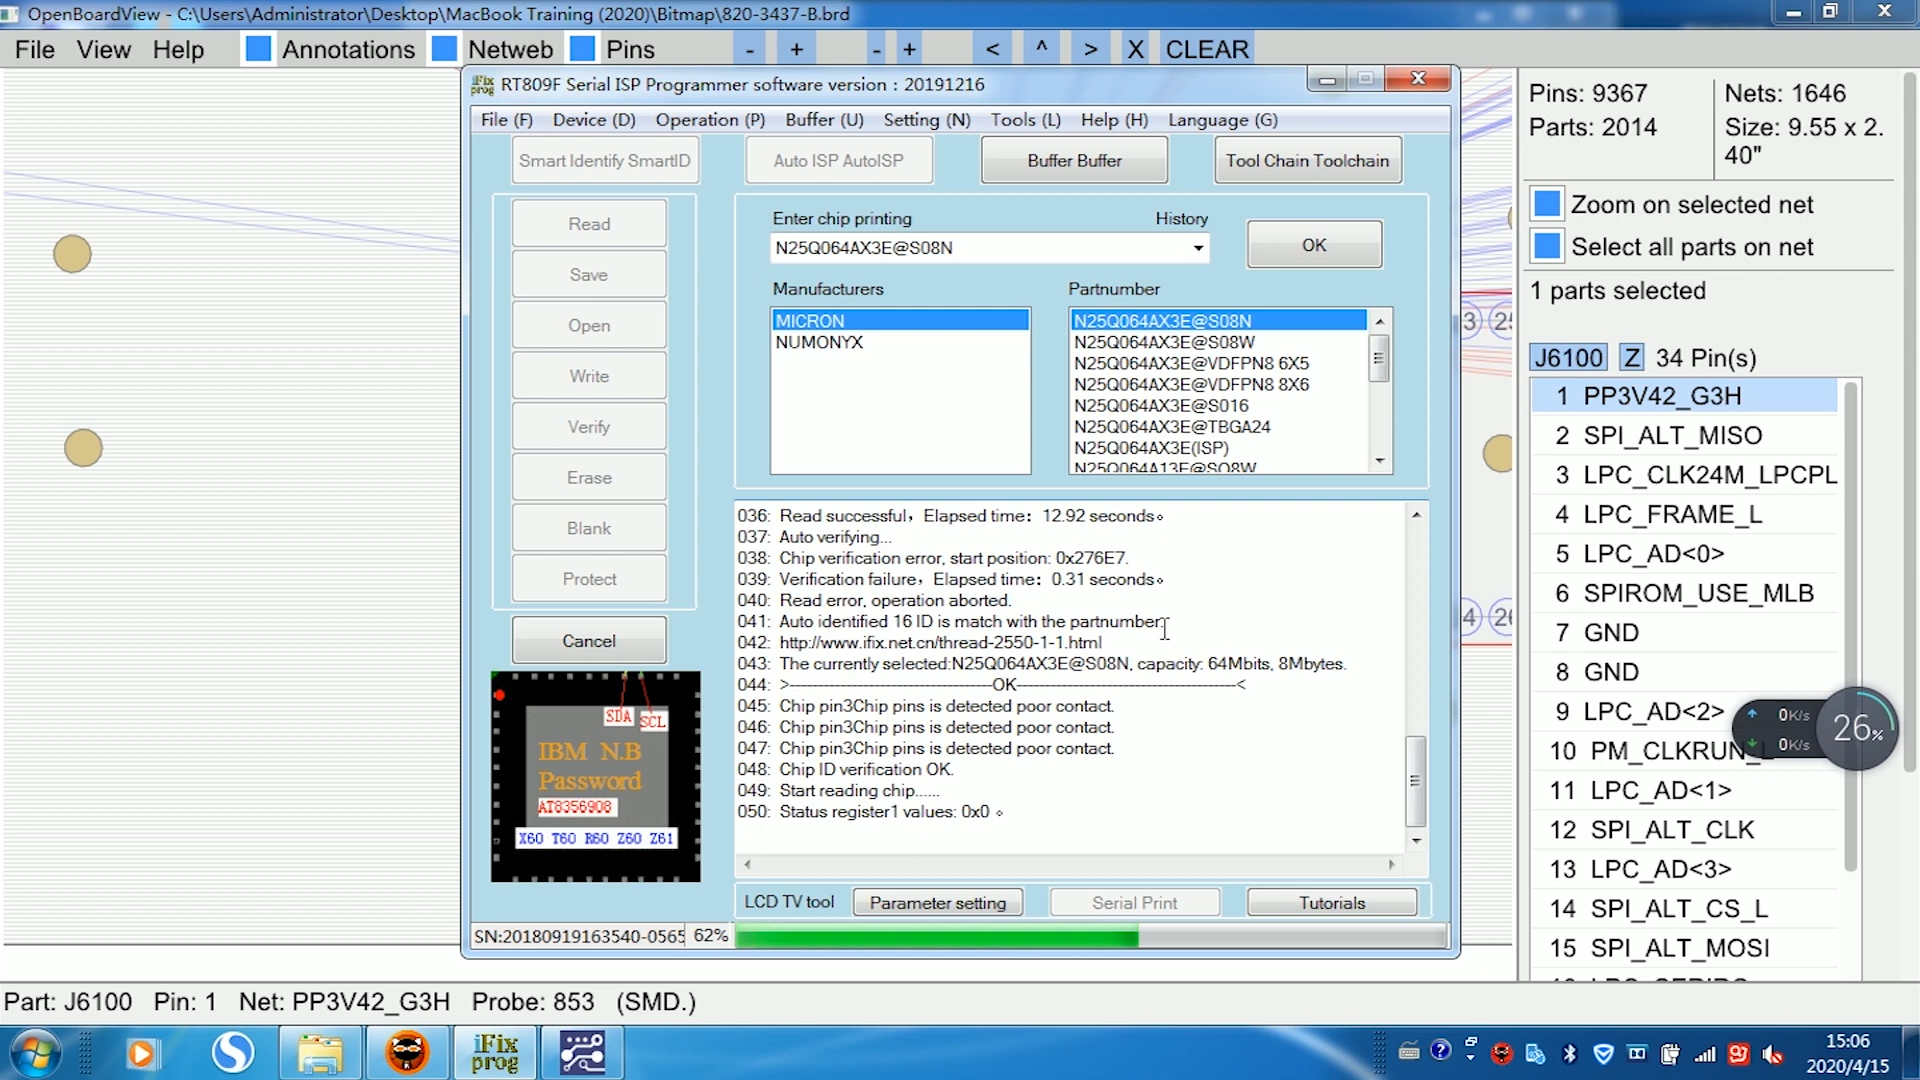 OpenBoardView - C:\Users\Administrator\Desktop\MacBook Training (2020)\Bitmap\820-3437-B.brd
File View Help Annotations Netweb Pins - + - + < ^ > X CLEAR
iFix prog RT809F Serial ISP Programmer software version : 20191216
File (F) Device (D) Operation (P) Buffer (U) Setting (N) Tools (L) Help (H) Language (G)
Smart Identify SmartID Auto ISP AutoISP Buffer Buffer Tool Chain Toolchain
Read
Save
Open
Write
Verify
Erase
Blank
Protect
Cancel
Enter chip printing History
N25Q064AX3E@S08N OK
Manufacturers
MICRON
NUMONYX
Partnumber
N25Q064AX3E@S08N
N25Q064AX3E@S08W
N25Q064AX3E@VDFPN8 6X5
N25Q064AX3E@VDFPN8 8X6
N25Q064AX3E@S016
N25Q064AX3E@TBGA24
N25Q064AX3E(ISP)
N25Q064A13E@SO8W
036: Read successful，Elapsed time：12.92 seconds。
037: Auto verifying...
038: Chip verification error, start position: 0x276E7.
039: Verification failure，Elapsed time：0.31 seconds。
040: Read error, operation aborted.
041: Auto identified 16 ID is match with the partnumber.
042: http://www.ifix.net.cn/thread-2550-1-1.html
043: The currently selected:N25Q064AX3E@S08N, capacity: 64Mbits, 8Mbytes.
044: >-----------------------------------OK-----------------------------------<
045: Chip pin3Chip pins is detected poor contact.
046: Chip pin3Chip pins is detected poor contact.
047: Chip pin3Chip pins is detected poor contact.
048: Chip ID verification OK.
049: Start reading chip......
050: Status register1 values: 0x0 。
SDA SCL
IBM N.B
Password
AT8356908
X60 T60 R60 Z60 Z61
LCD TV tool Parameter setting Serial Print Tutorials
SN:20180919163540-0565 62%
Pins: 9367 Nets: 1646
Parts: 2014 Size: 9.55 x 2.
40"
Zoom on selected net
Select all parts on net
1 parts selected
J6100 Z 34 Pin(s)
1 PP3V42_G3H
2 SPI_ALT_MISO
3 LPC_CLK24M_LPCPL
4 LPC_FRAME_L
5 LPC_AD<0>
6 SPIROM_USE_MLB
7 GND
8 GND
9 LPC_AD<2>
10 PM_CLKRUN_L
11 LPC_AD<1>
12 SPI_ALT_CLK
13 LPC_AD<3>
14 SPI_ALT_CS_L
15 SPI_ALT_MOSI
0K/s
0K/s
26%
3 25
4 26
Part: J6100 Pin: 1 Net: PP3V42_G3H Probe: 853 (SMD.)
iFix
prog
15:06
2020/4/15